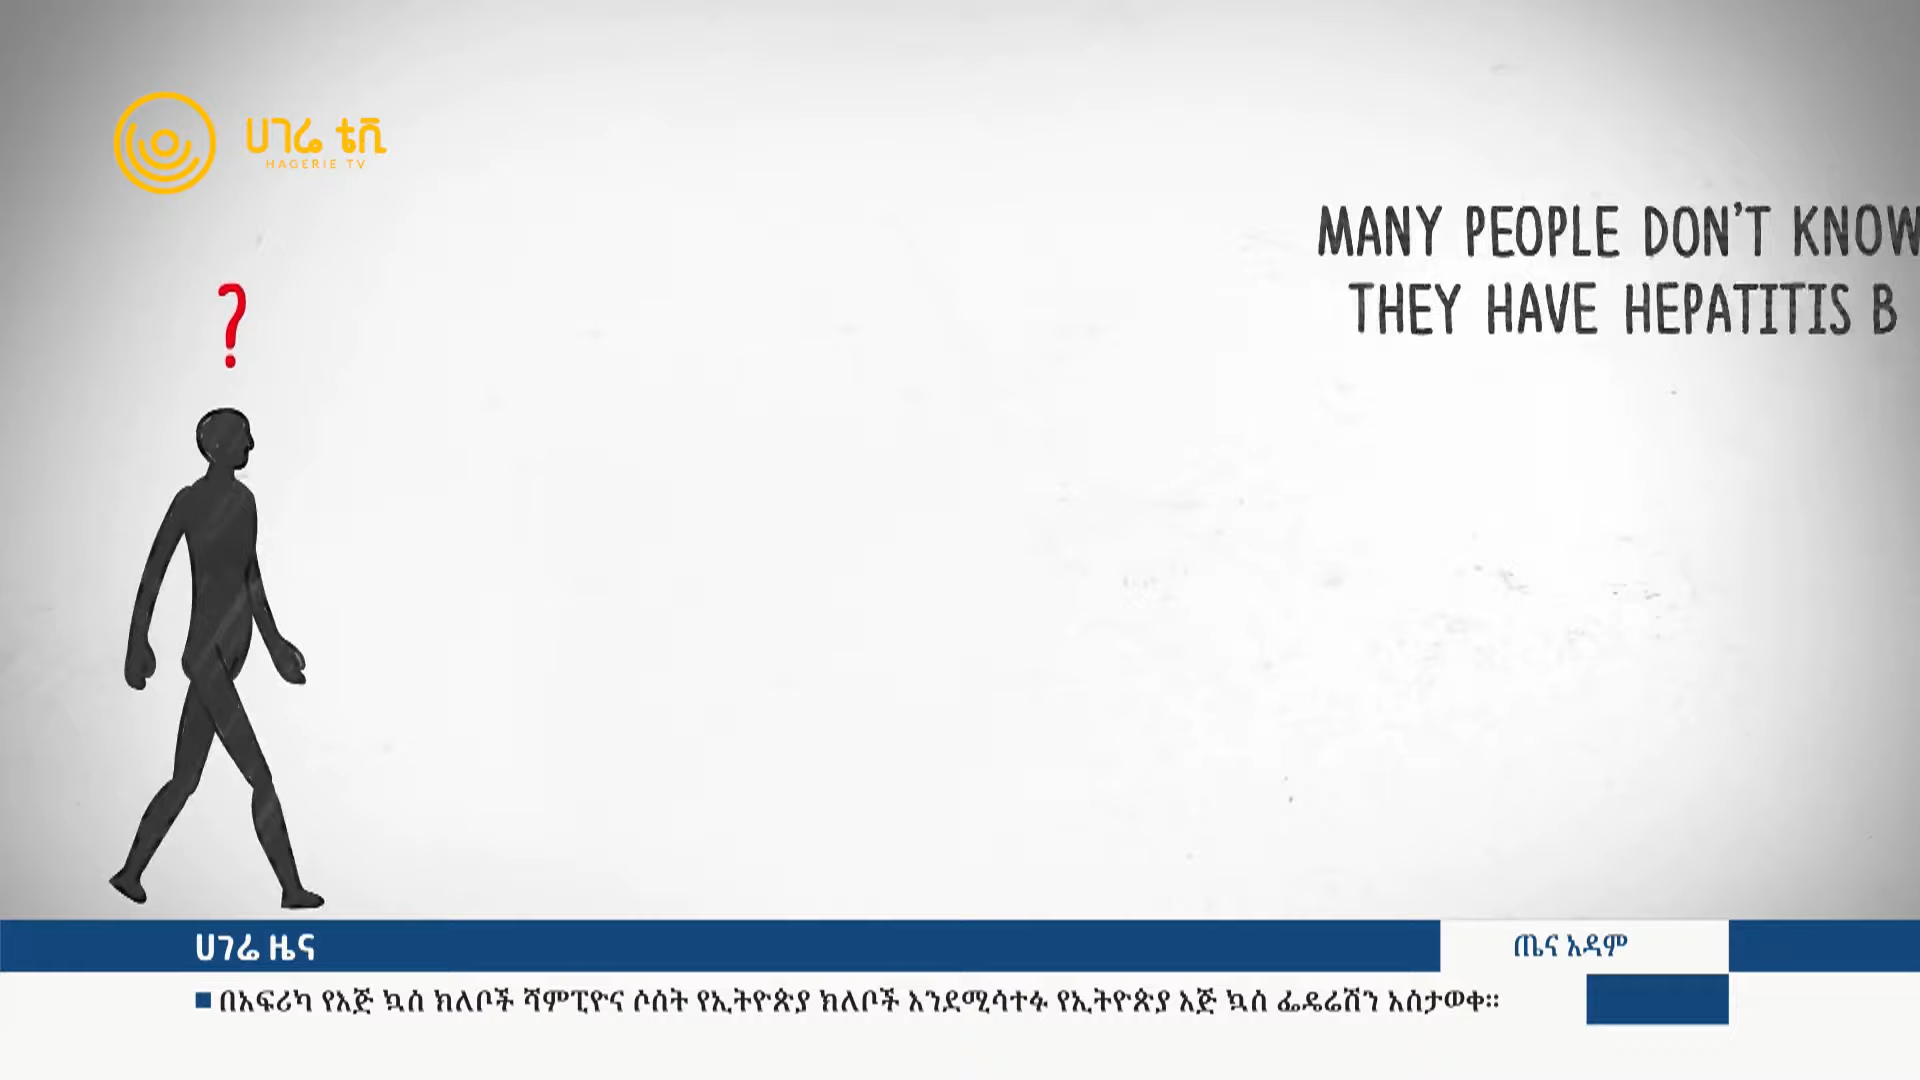 ሀገሬ ቲቪ
HAGERIE TV
MANY PEOPLE DON'T KNOW
THEY HAVE HEPATITIS B
?
ሀገሬ ዜና
ጤና አዳም
በአፍሪካ የእጅ ኳስ ክለቦች ሻምፒዮና ሶስት የኢትዮጵያ ክለቦች እንደሚሳተፉ የኢትዮጵያ እጅ ኳስ ፌዴሬሽን አስታወቀ።